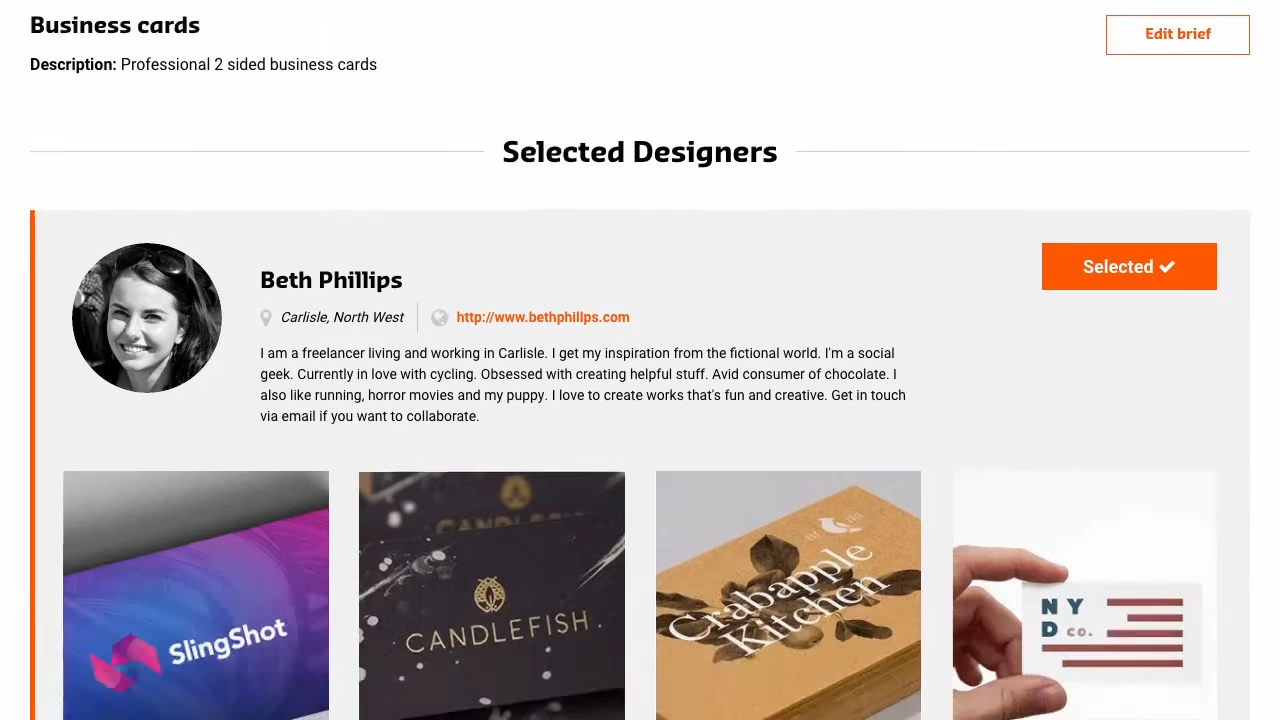 Business cards
Edit brief
Description: Professional 2 sided business cards
Selected Designers
Selected ✔
Beth Phillips
Carlisle, North West
http://www.bethphillps.com
I am a freelancer living and working in Carlisle. I get my inspiration from the fictional world. I'm a social
geek. Currently in love with cycling. Obsessed with creating helpful stuff. Avid consumer of chocolate. I
also like running, horror movies and my puppy. I love to create works that's fun and creative. Get in touch
via email if you want to collaborate.
SlingShot
CANDLEFISH
Crabapple
Kitchen
N Y
D co.